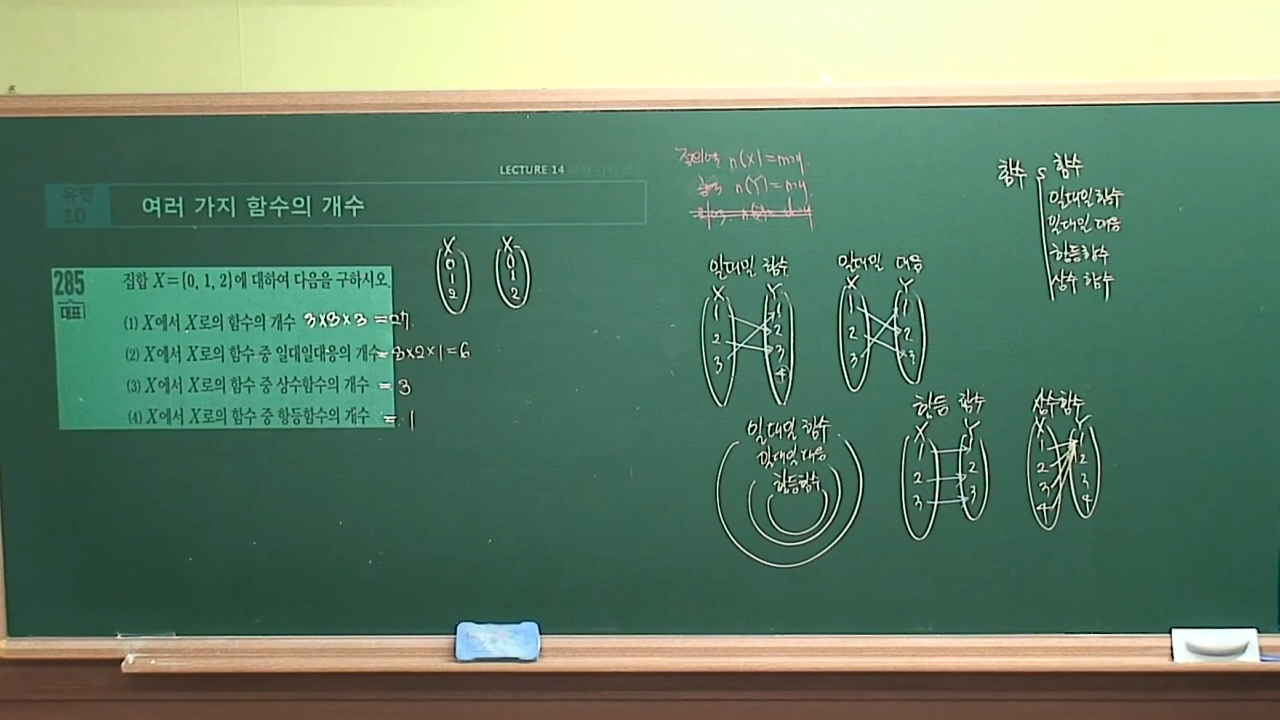 LECTURE 14
유형 10 여러 가지 함수의 개수
285 대표
집합 X={0, 1, 2}에 대하여 다음을 구하시오.
(1) X에서 X로의 함수의 개수 3×3×3=27
(2) X에서 X로의 함수 중 일대일대응의 개수=3×2×1=6
(3) X에서 X로의 함수 중 상수함수의 개수 = 3
(4) X에서 X로의 함수 중 항등함수의 개수 = 1
X X
0 0
1 1
2 2
정의역 n(X)=m개
공역 n(Y)=n개
함수 함수
일대일 함수
일대일 대응
항등함수
상수 함수
일대일 함수
X Y
1 1
2 2
3 3
4
일대일 대응
X Y
1 1
2 2
3 3
일대일 함수
일대일 대응
항등함수
항등 함수
X Y
1 1
2 2
3 3
상수함수
X Y
1 1
2 2
3 3
4 4